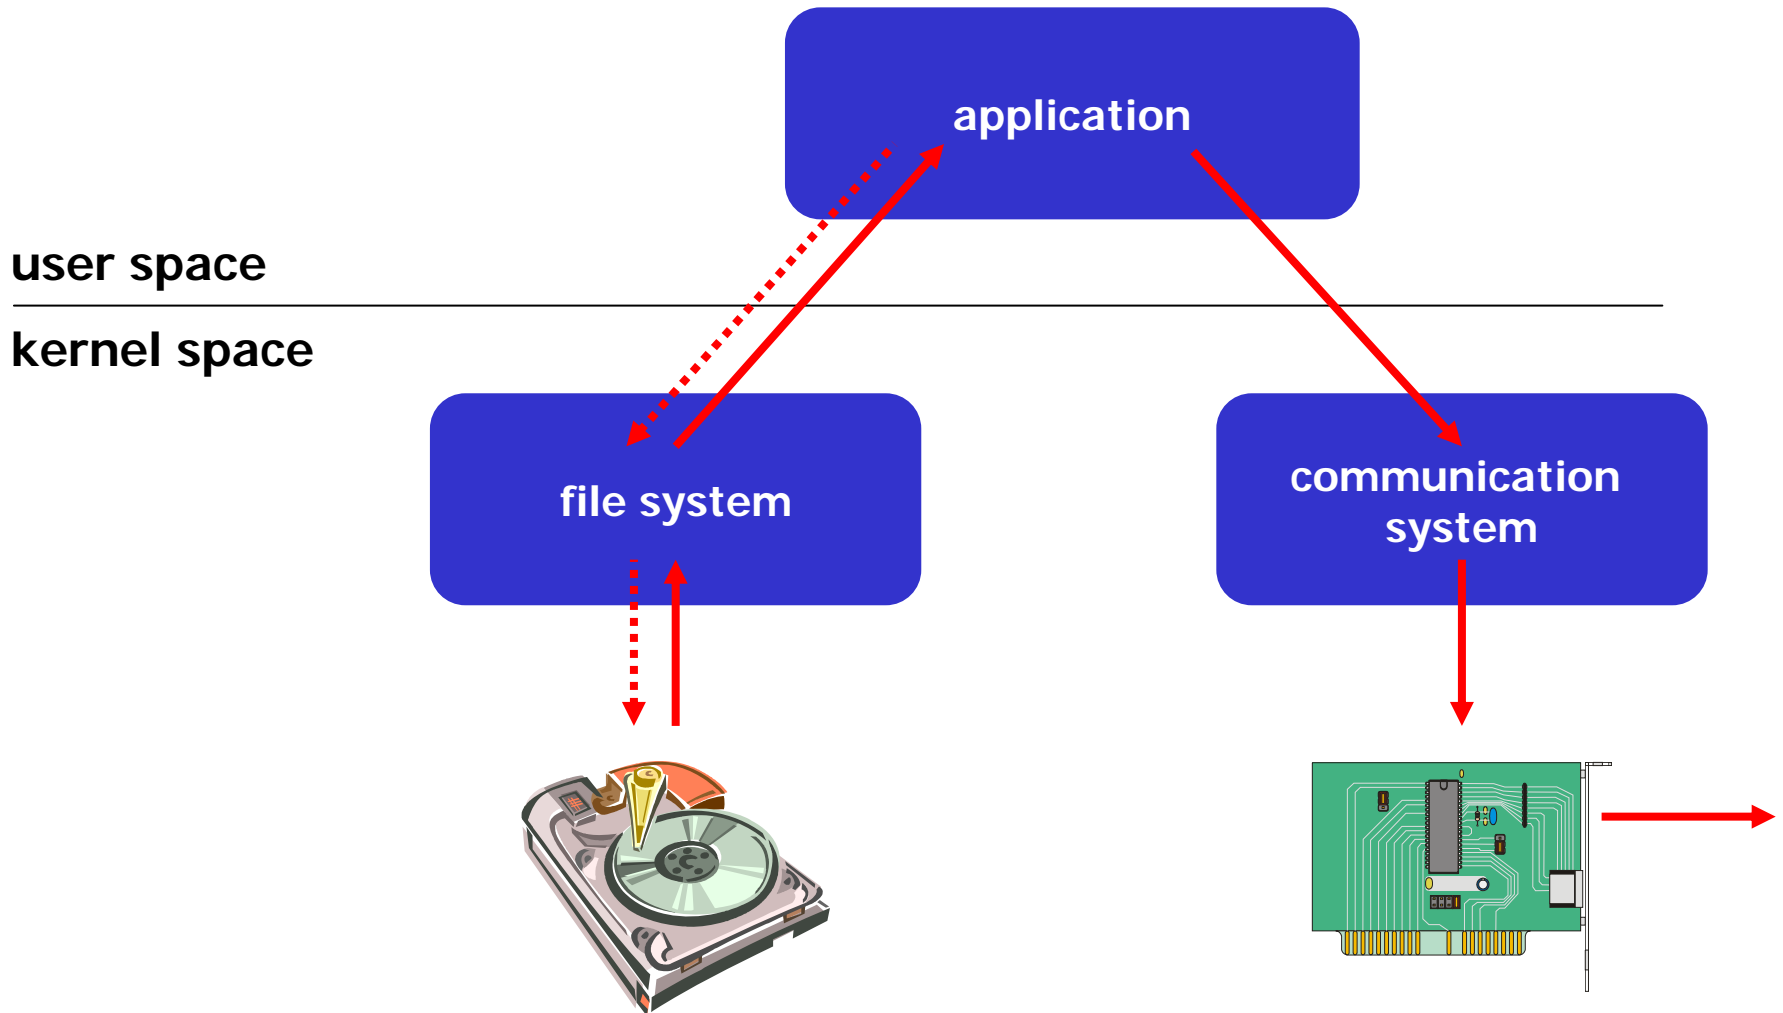 application
user space
kernel space
file system
communication
system